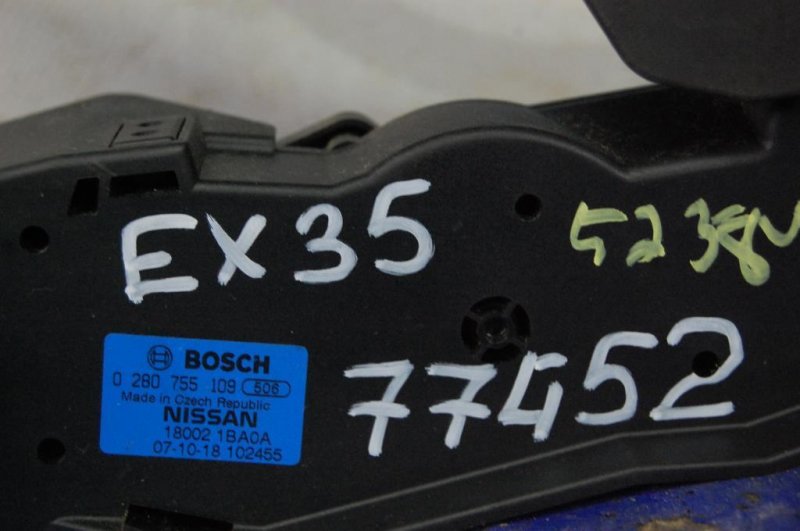 EX35
5238
77452
BOSCH
0 280 755 109 506
Made in Czech Republic
NISSAN
18002 1BA0A
07-10-18 102455